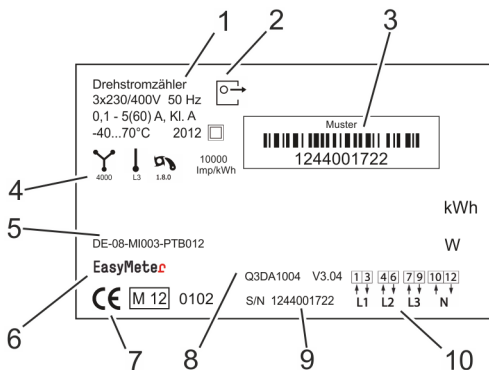 1
2
3
Drehstromzähler
3x230/400V 50 Hz
0,1 - 5(60) A, Kl. A
-40...70°C 2012
Muster
1244001722
4000
L3
1.8.0
10000
Imp/kWh
4
kWh
5
DE-08-MI003-PTB012
W
EasyMeter
6
Q3DA1004 V3.04
1 3 4 6 7 9 10 12
CE M 12 0102
S/N 1244001722
L1 L2 L3 N
7
8
9
10